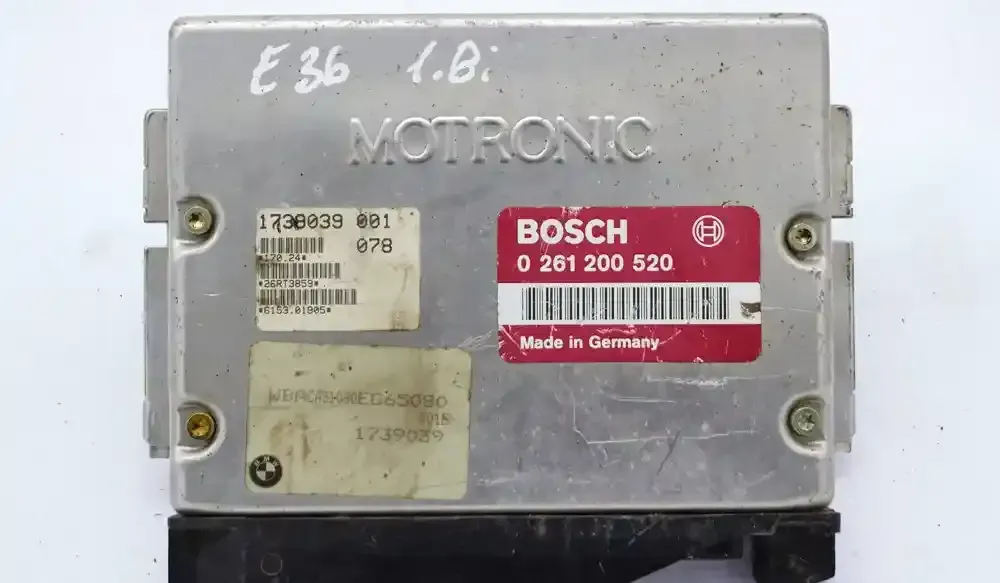 E36 1.8i
MOTRONIC
1738039 001
078
*170.24*
*26RT3859*
*6153.01905*
BOSCH
0 261 200 520
Made in Germany
1739039
BMW